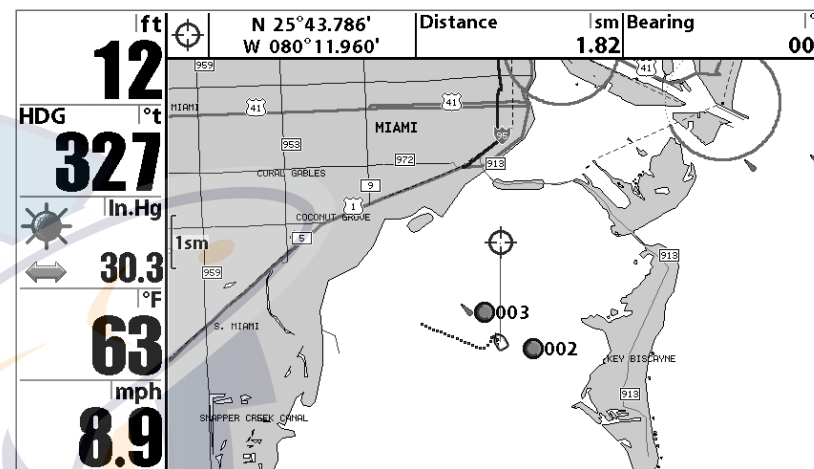 ft
12
HDG °t
327
In.Hg
30.3
°F
63
mph
8.9
N 25°43.786'
W 080°11.960'
Distance sm
1.82
Bearing °
00
959
MIAMI
41
41
41
MIAMI
95
953
972
913
CORAL GABLES
9
1
COCONUT GROVE
5
1sm
959
913
003
S. MIAMI
002
KEY BISCAYNE
913
SNAPPER CREEK CANAL